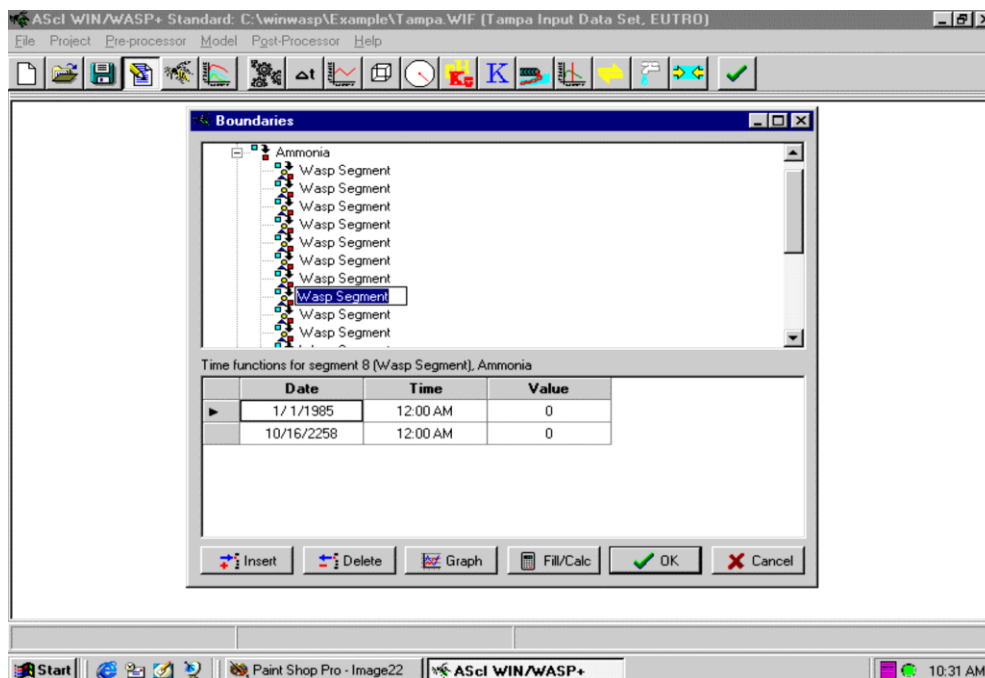 AScI WIN/WASP+ Standard: C:\winwasp\Example\Tampa.WIF (Tampa Input Data Set, EUTRO)
File Project Pre-processor Model Post-Processor Help
Δt K
Boundaries
Ammonia
Wasp Segment
Wasp Segment
Wasp Segment
Wasp Segment
Wasp Segment
Wasp Segment
Wasp Segment
Wasp Segment
Wasp Segment
Wasp Segment
Time functions for segment 8 (Wasp Segment), Ammonia
Date Time Value
1/ 1/1985 12:00 AM 0
10/16/2258 12:00 AM 0
Insert Delete Graph Fill/Calc OK Cancel
Start Paint Shop Pro - Image22 AScI WIN/WASP+ 10:31 AM